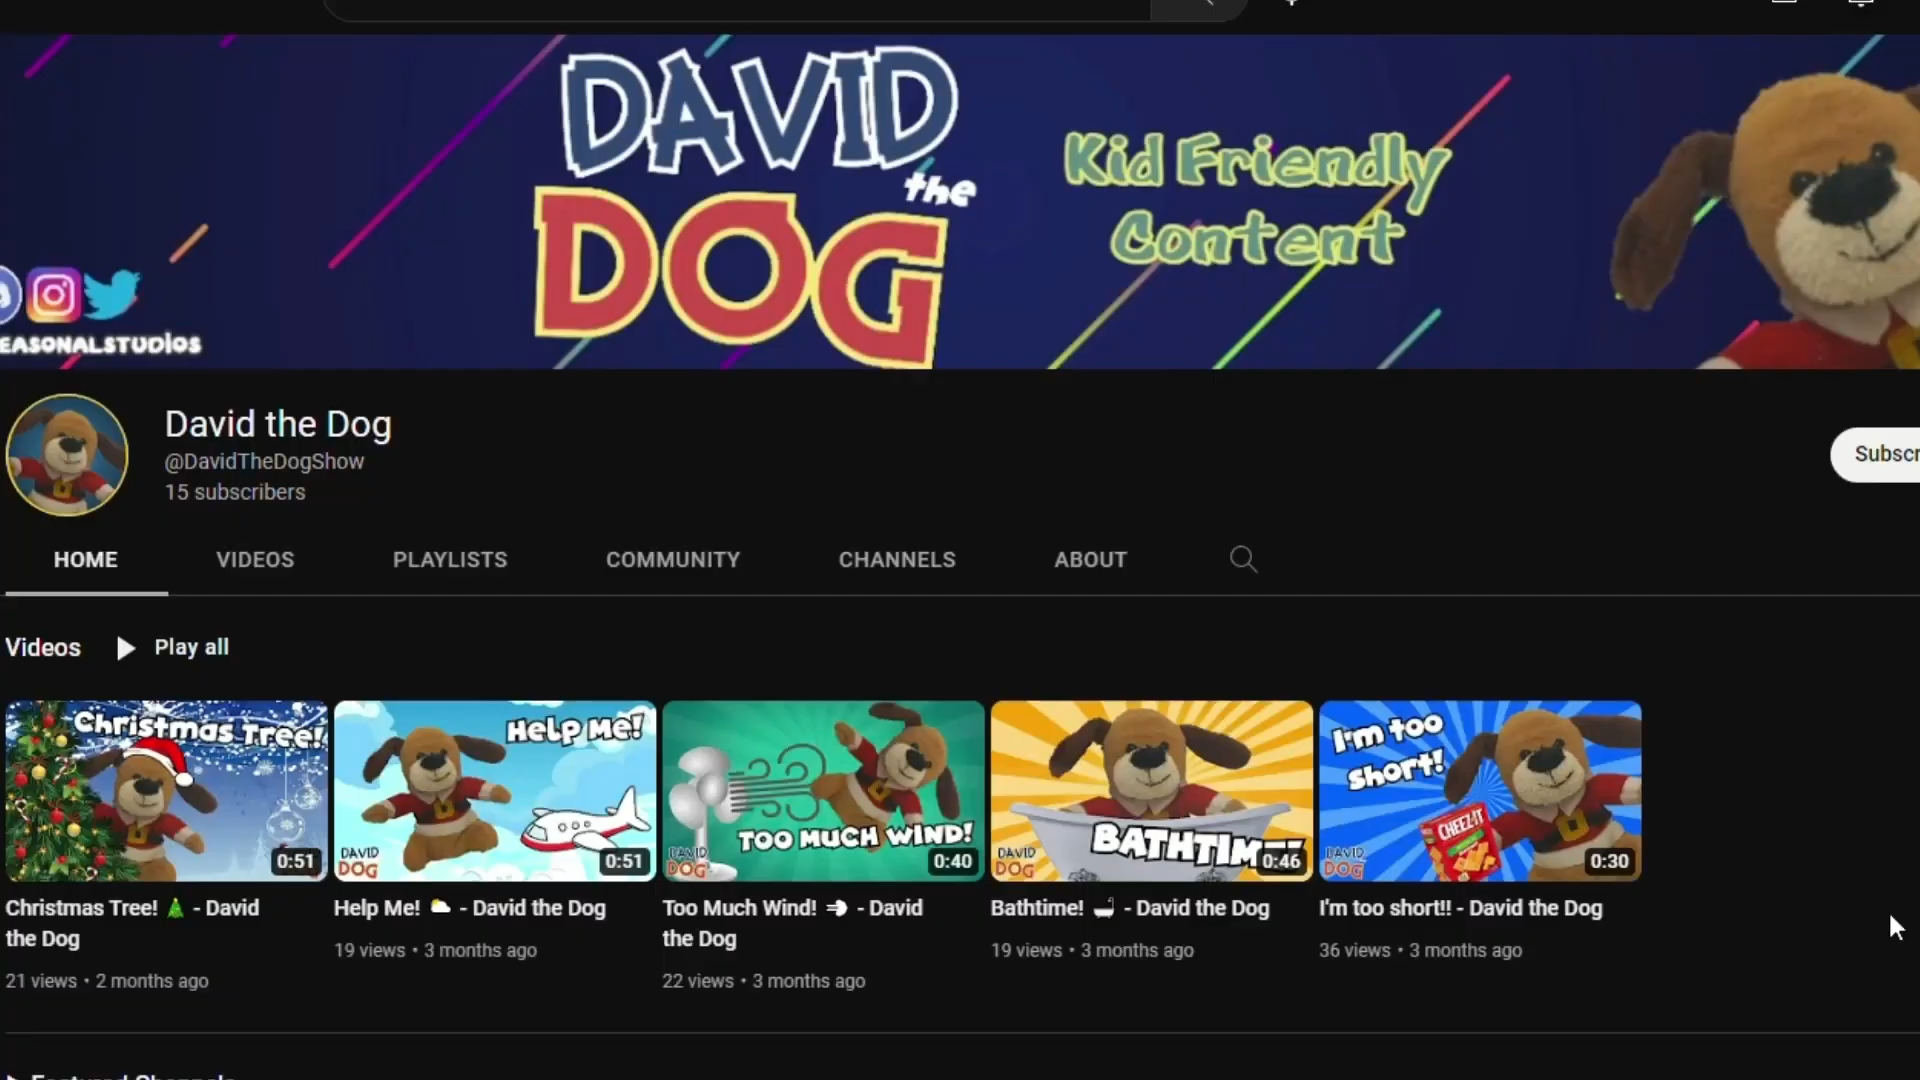 DAVID
the
DOG
Kid Friendly
Content
EASONALSTUDIOS
David the Dog
@DavidTheDogShow
15 subscribers
Subscr
HOME
VIDEOS
PLAYLISTS
COMMUNITY
CHANNELS
ABOUT
Videos
Play all
Christmas Tree!
0:51
HELP ME!
DAVID
DOG
0:51
TOO MUCH WIND!
DAVID
DOG
0:40
BATHTIM
DAVID
DOG
0:46
I'm too
short!
CHEEZ-IT
DAVID
DOG
0:30
Christmas Tree! 🎄 - David
the Dog
21 views • 2 months ago
Help Me! 🌥️ - David the Dog
19 views • 3 months ago
Too Much Wind! 💨 - David
the Dog
22 views • 3 months ago
Bathtime! 🛁 - David the Dog
19 views • 3 months ago
I'm too short!! - David the Dog
36 views • 3 months ago
Featured Channels